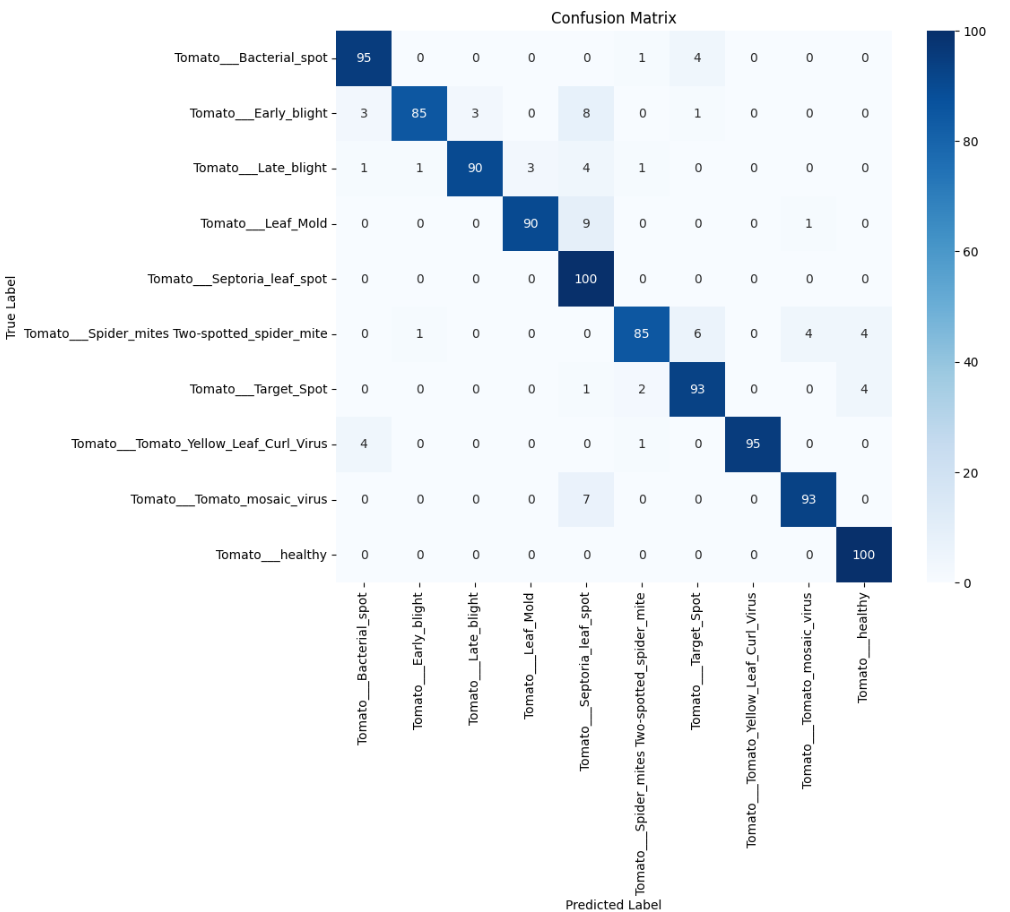 Confusion Matrix
Tomato___Bacterial_spot 95 0 0 0 0 1 4 0 0 0
Tomato___Early_blight 3 85 3 0 8 0 1 0 0 0
Tomato___Late_blight 1 1 90 3 4 1 0 0 0 0
Tomato___Leaf_Mold 0 0 0 90 9 0 0 0 1 0
Tomato___Septoria_leaf_spot 0 0 0 0 100 0 0 0 0 0
Tomato___Spider_mites Two-spotted_spider_mite 0 1 0 0 0 85 6 0 4 4
Tomato___Target_Spot 0 0 0 0 1 2 93 0 0 4
Tomato___Tomato_Yellow_Leaf_Curl_Virus 4 0 0 0 0 1 0 95 0 0
Tomato___Tomato_mosaic_virus 0 0 0 0 7 0 0 0 93 0
Tomato___healthy 0 0 0 0 0 0 0 0 0 100
True Label
Tomato___Bacterial_spot
Tomato___Early_blight
Tomato___Late_blight
Tomato___Leaf_Mold
Tomato___Septoria_leaf_spot
Tomato___Spider_mites Two-spotted_spider_mite
Tomato___Target_Spot
Tomato___Tomato_Yellow_Leaf_Curl_Virus
Tomato___Tomato_mosaic_virus
Tomato___healthy
Predicted Label
100
80
60
40
20
0